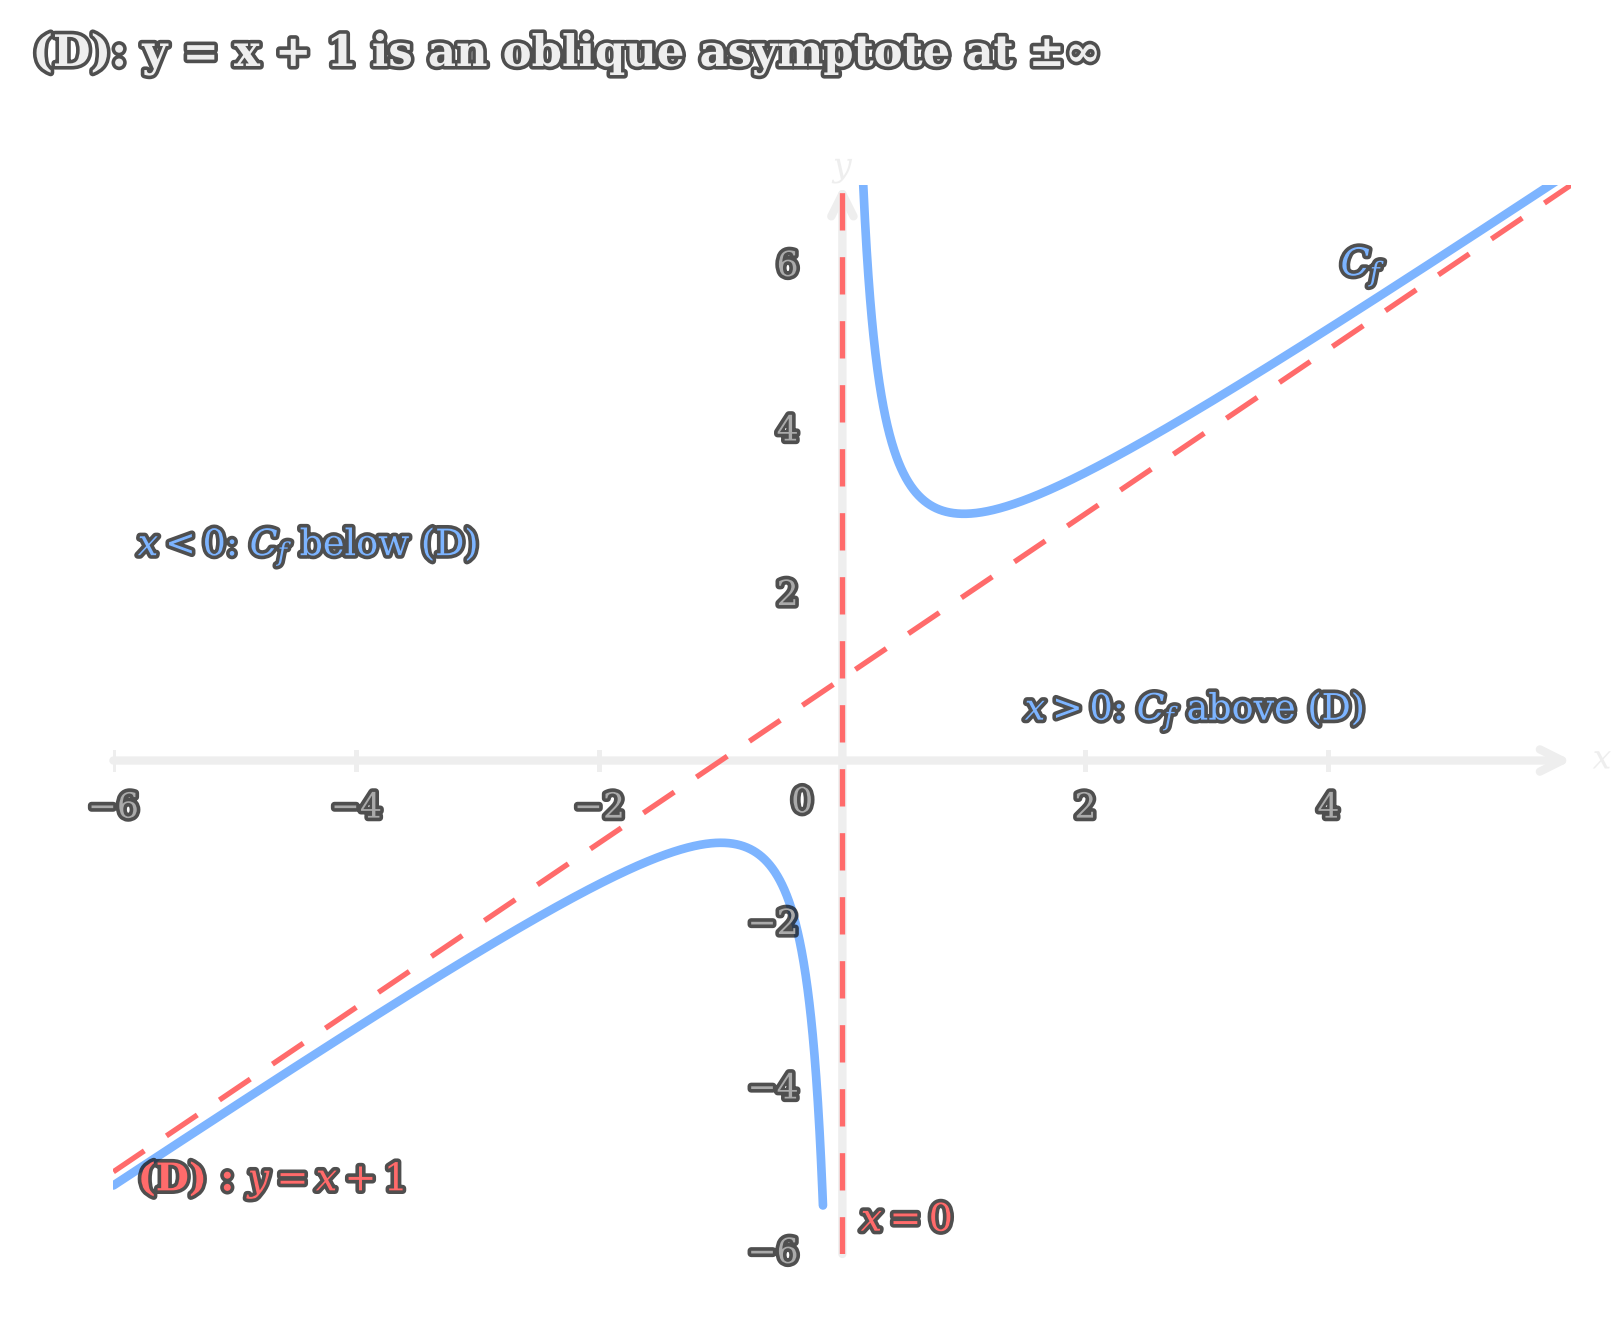 (D): y = x + 1 is an oblique asymptote at ±∞
y
6
C_f
4
x < 0: C_f below (D)
2
x > 0: C_f above (D)
x
−6 −4 −2 0 2 4
−2
−4
(D) : y = x + 1
x = 0
−6